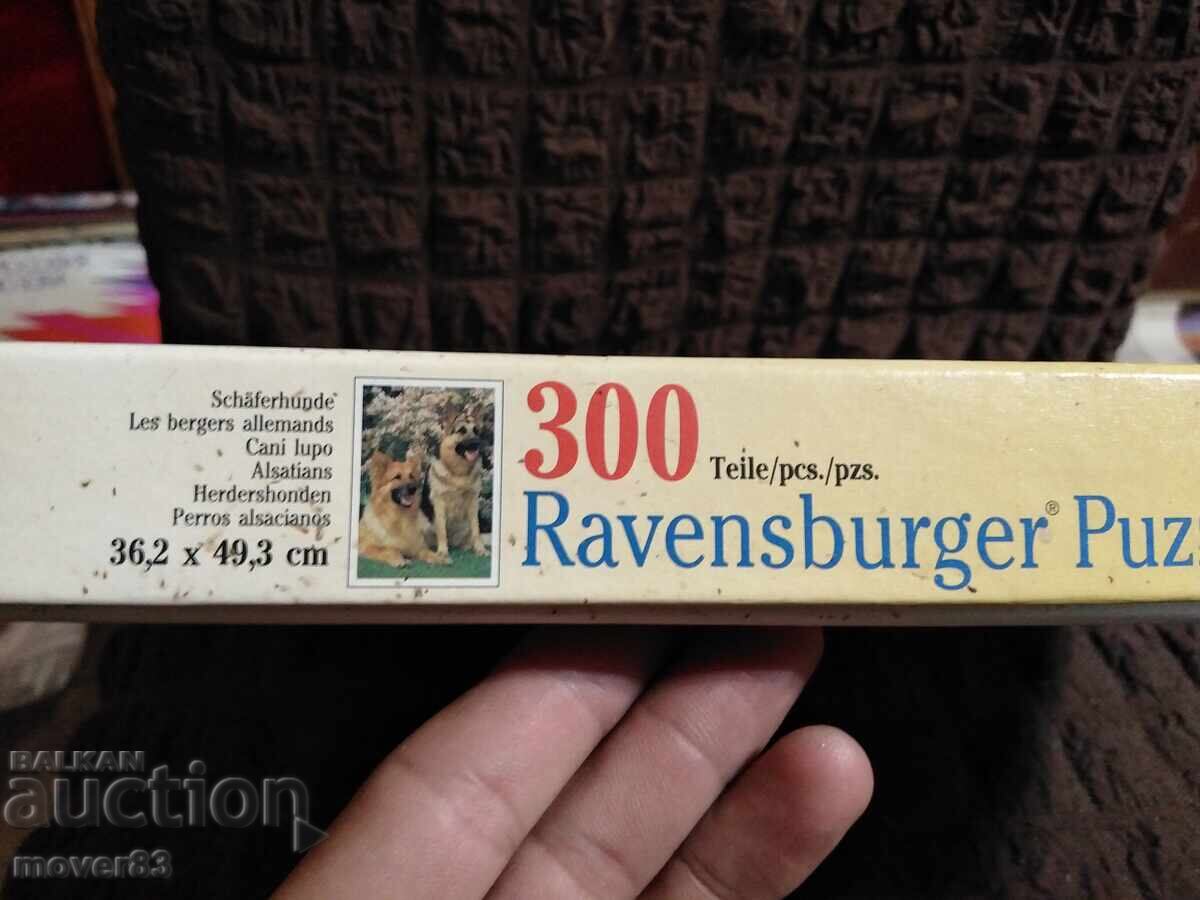 Schäferhunde
Les bergers allemands
Cani lupo
Alsatians
Herdershonden
Perros alsacianos
36,2 x 49,3 cm
300 Teile/pcs./pzs.
Ravensburger® Puz
BALKAN
auction
mover83